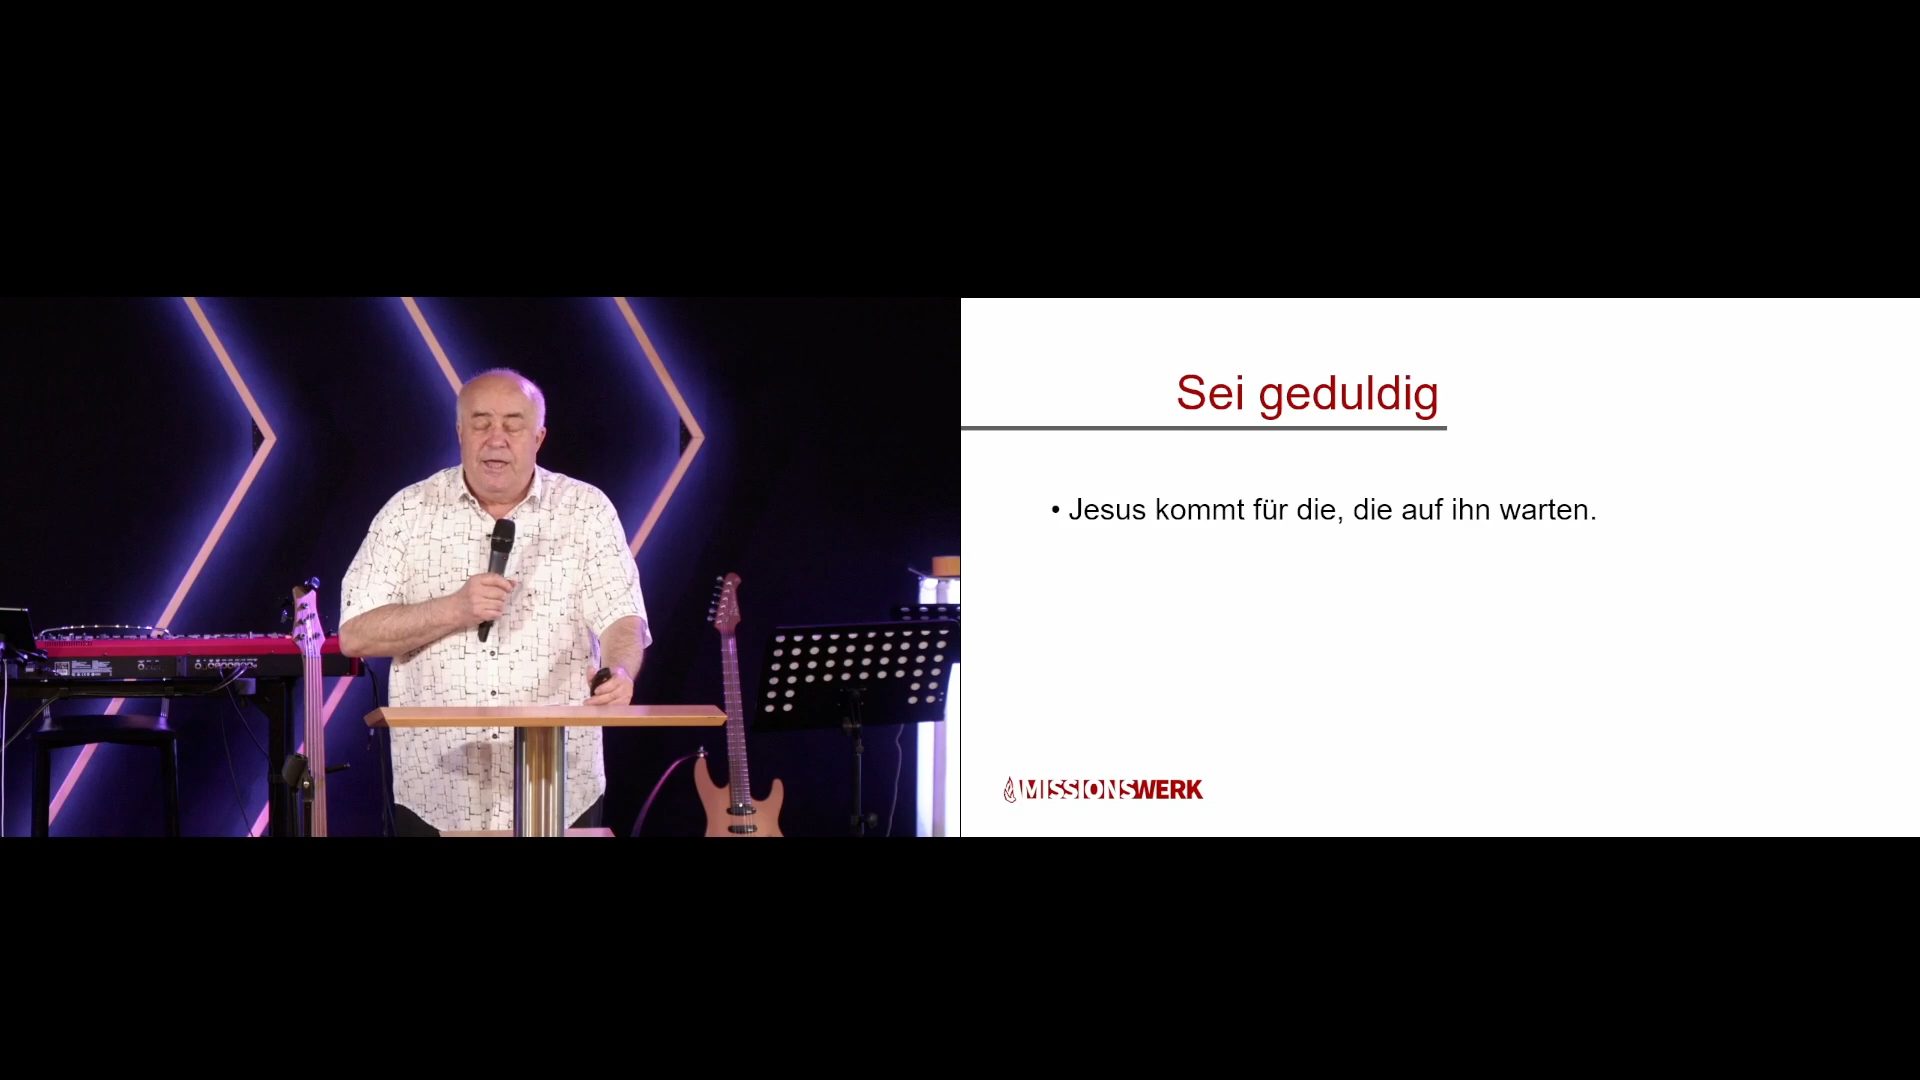 Sei geduldig
• Jesus kommt für die, die auf ihn warten.
MISSIONSWERK